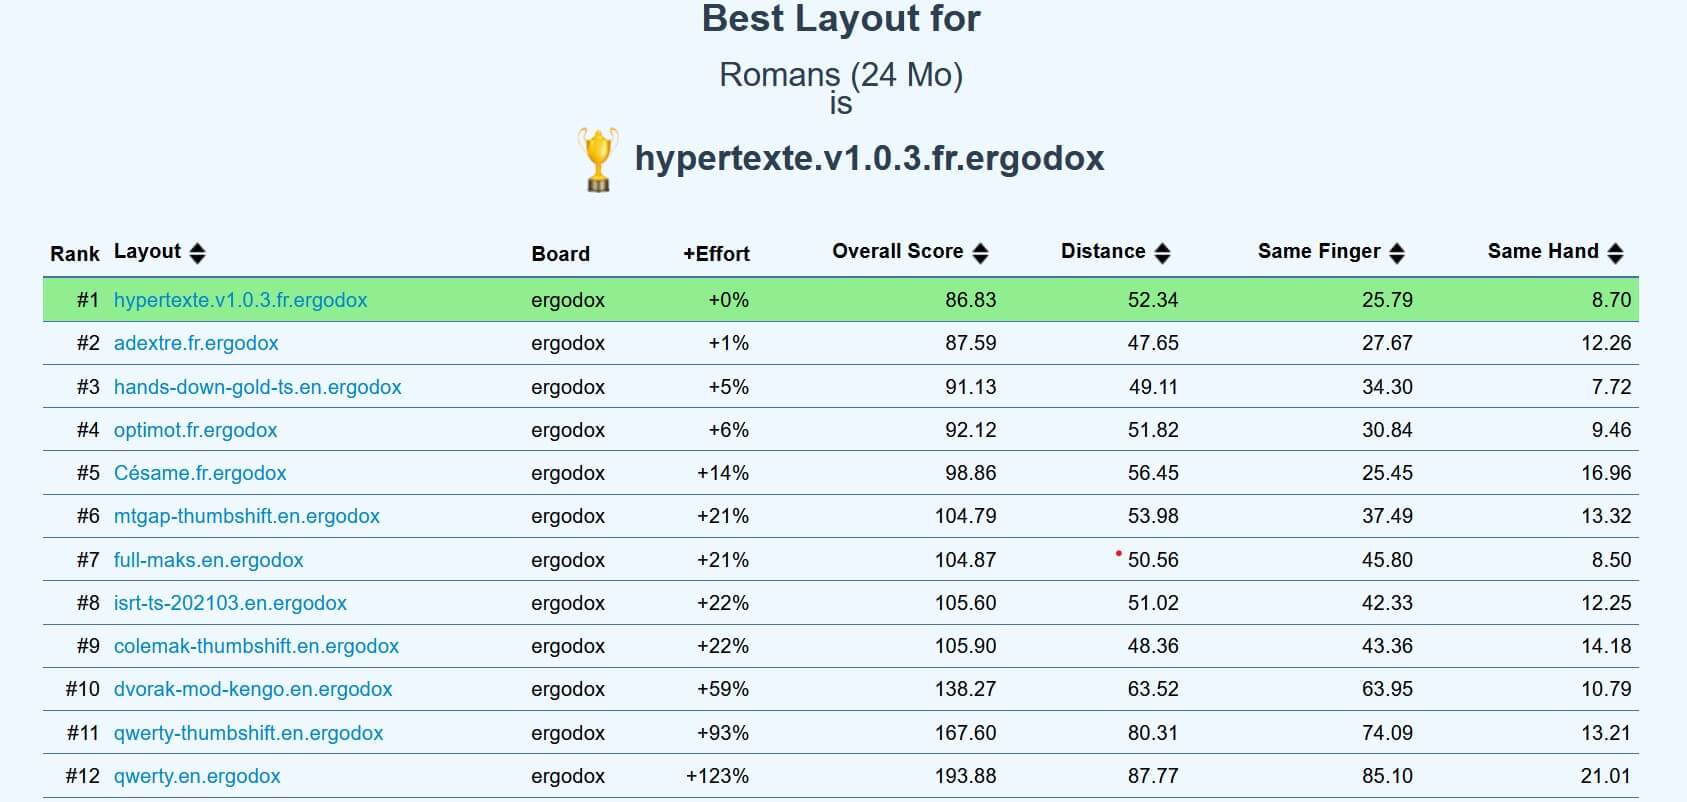 Best Layout for
Romans (24 Mo)
is
hypertexte.v1.0.3.fr.ergodox
Rank Layout Board +Effort Overall Score Distance Same Finger Same Hand
#1 hypertexte.v1.0.3.fr.ergodox ergodox +0% 86.83 52.34 25.79 8.70
#2 adextre.fr.ergodox ergodox +1% 87.59 47.65 27.67 12.26
#3 hands-down-gold-ts.en.ergodox ergodox +5% 91.13 49.11 34.30 7.72
#4 optimot.fr.ergodox ergodox +6% 92.12 51.82 30.84 9.46
#5 Césame.fr.ergodox ergodox +14% 98.86 56.45 25.45 16.96
#6 mtgap-thumbshift.en.ergodox ergodox +21% 104.79 53.98 37.49 13.32
#7 full-maks.en.ergodox ergodox +21% 104.87 50.56 45.80 8.50
#8 isrt-ts-202103.en.ergodox ergodox +22% 105.60 51.02 42.33 12.25
#9 colemak-thumbshift.en.ergodox ergodox +22% 105.90 48.36 43.36 14.18
#10 dvorak-mod-kengo.en.ergodox ergodox +59% 138.27 63.52 63.95 10.79
#11 qwerty-thumbshift.en.ergodox ergodox +93% 167.60 80.31 74.09 13.21
#12 qwerty.en.ergodox ergodox +123% 193.88 87.77 85.10 21.01